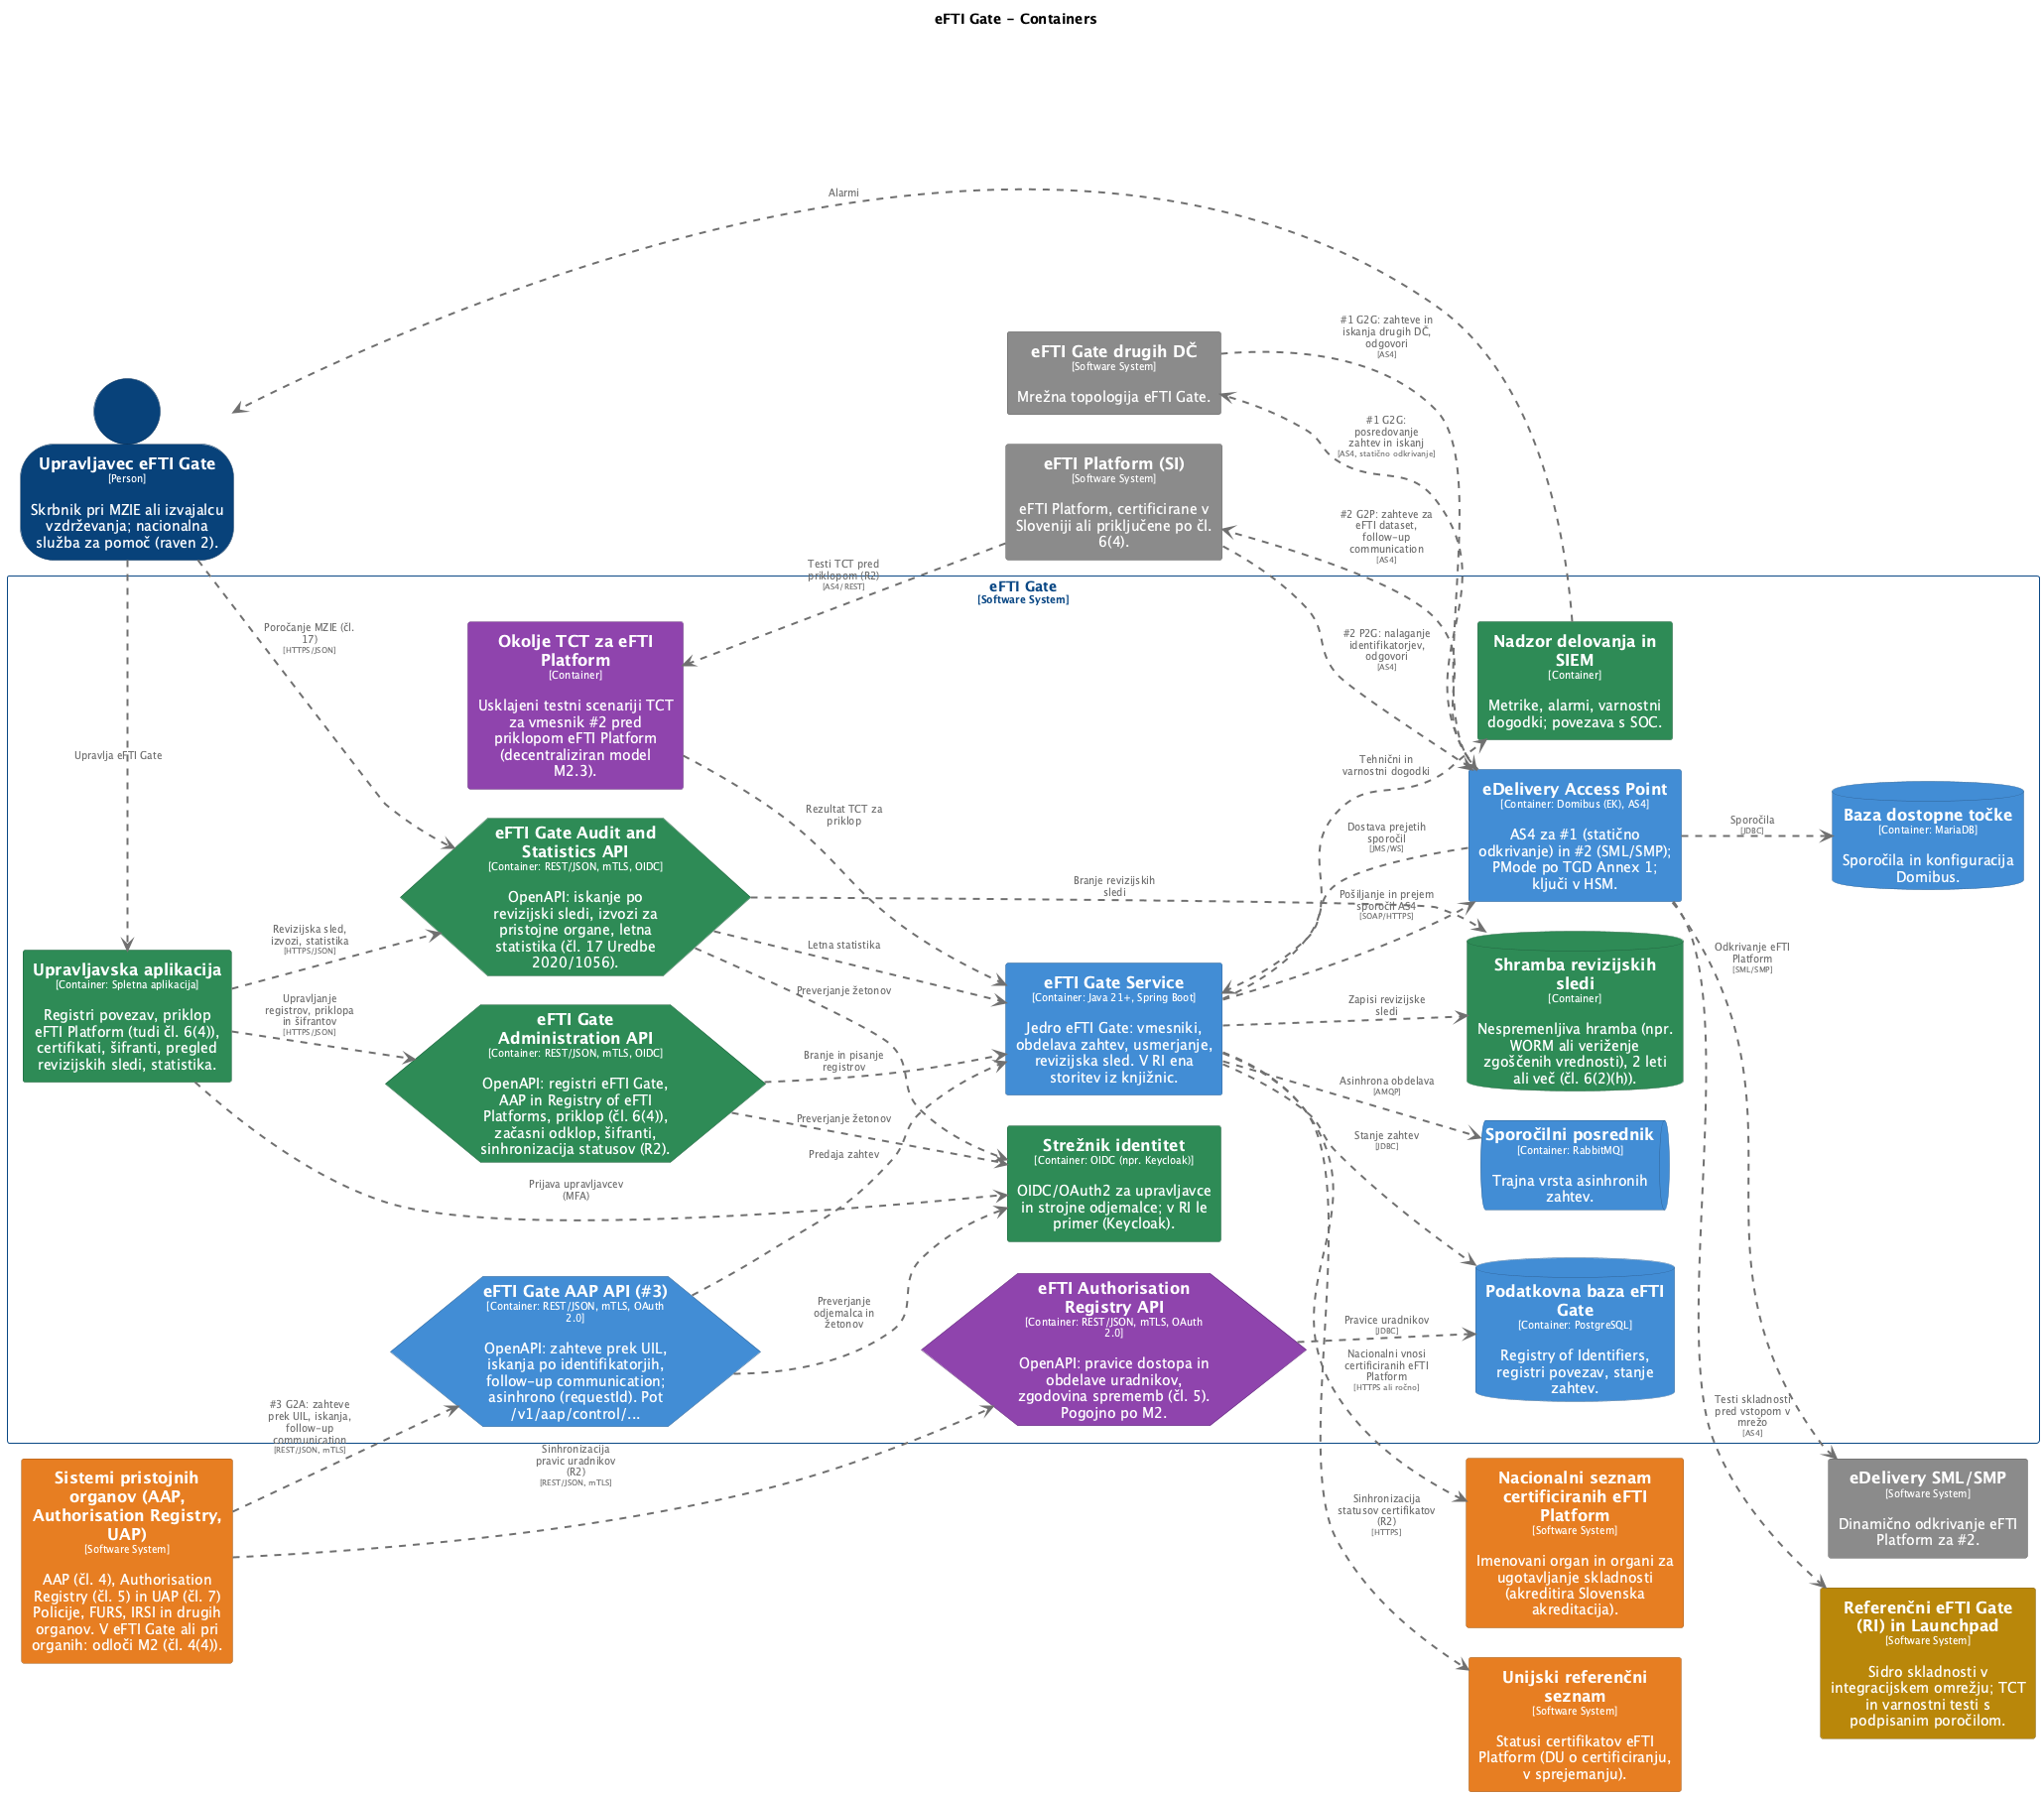 eFTI Gate – Containers
Alarmi
#1 G2G: zahteve in
iskanja drugih DČ,
odgovori
[AS4]
eFTI Gate drugih DČ
[Software System]
Mrežna topologija eFTI Gate.
#1 G2G:
posredovanje
zahtev in iskanj
[AS4, statično odkrivanje]
Upravljavec eFTI Gate
[Person]
Skrbnik pri MZIE ali izvajalcu
vzdrževanja; nacionalna
služba za pomoč (raven 2).
eFTI Platform (SI)
[Software System]
eFTI Platform, certificirane v
Sloveniji ali priključene po čl.
6(4).
#2 G2P: zahteve za
eFTI dataset,
follow-up
communication
[AS4]
Testi TCT pred
priklopom (R2)
[AS4/REST]
eFTI Gate
[Software System]
Poročanje MZIE (čl.
17)
[HTTPS/JSON]
Okolje TCT za eFTI
Platform
[Container]
Usklajeni testni scenariji TCT
za vmesnik #2 pred
priklopom eFTI Platform
(decentraliziran model
M2.3).
#2 P2G: nalaganje
identifikatorjev,
odgovori
[AS4]
Nadzor delovanja in
SIEM
[Container]
Metrike, alarmi, varnostni
dogodki; povezava s SOC.
Upravlja eFTI Gate
Tehnični in
varnostni dogodki
eDelivery Access Point
[Container: Domibus (EK), AS4]
AS4 za #1 (statično
odkrivanje) in #2 (SML/SMP);
PMode po TGD Annex 1;
ključi v HSM.
Sporočila
[JDBC]
Baza dostopne točke
[Container: MariaDB]
Sporočila in konfiguracija
Domibus.
Rezultat TCT za
priklop
Dostava prejetih
sporočil
[JMS/WS]
eFTI Gate Audit and
Statistics API
[Container: REST/JSON, mTLS, OIDC]
OpenAPI: iskanje po
revizijski sledi, izvozi za
pristojne organe, letna
statistika (čl. 17 Uredbe
2020/1056).
Branje revizijskih
sledi
Pošiljanje in prejem
sporočil AS4
[SOAP/HTTPS]
Revizijska sled,
izvozi, statistika
[HTTPS/JSON]
Letna statistika
Odkrivanje eFTI
Platform
[SML/SMP]
Upravljavska aplikacija
[Container: Spletna aplikacija]
Registri povezav, priklop
eFTI Platform (tudi čl. 6(4)),
certifikati, šifranti, pregled
revizijskih sledi, statistika.
Upravljanje
registrov, priklopa
in šifrantov
[HTTPS/JSON]
Preverjanje žetonov
eFTI Gate Service
[Container: Java 21+, Spring Boot]
Jedro eFTI Gate: vmesniki,
obdelava zahtev, usmerjanje,
revizijska sled. V RI ena
storitev iz knjižnic.
Zapisi revizijske
sledi
Shramba revizijskih
sledi
[Container]
Nespremenljiva hramba (npr.
WORM ali veriženje
zgoščenih vrednosti), 2 leti
ali več (čl. 6(2)(h)).
eFTI Gate
Administration API
[Container: REST/JSON, mTLS, OIDC]
OpenAPI: registri eFTI Gate,
AAP in Registry of eFTI
Platforms, priklop (čl. 6(4)),
začasni odklop, šifranti,
sinhronizacija statusov (R2).
Branje in pisanje
registrov
Preverjanje žetonov
Predaja zahtev
Asinhrona obdelava
[AMQP]
Stanje zahtev
[JDBC]
Sporočilni posrednik
[Container: RabbitMQ]
Trajna vrsta asinhronih
zahtev.
Strežnik identitet
[Container: OIDC (npr. Keycloak)]
OIDC/OAuth2 za upravljavce
in strojne odjemalce; v RI le
primer (Keycloak).
Prijava upravljavcev
(MFA)
eFTI Gate AAP API (#3)
[Container: REST/JSON, mTLS, OAuth
2.0]
OpenAPI: zahteve prek UIL,
iskanja po identifikatorjih,
follow-up communication;
asinhrono (requestId). Pot
/v1/aap/control/...
Preverjanje
odjemalca in
žetonov
eFTI Authorisation
Registry API
[Container: REST/JSON, mTLS, OAuth
2.0]
OpenAPI: pravice dostopa in
obdelave uradnikov,
zgodovina sprememb (čl. 5).
Pogojno po M2.
Pravice uradnikov
[JDBC]
Nacionalni vnosi
certificiranih eFTI
Platform
[HTTPS ali ročno]
Podatkovna baza eFTI
Gate
[Container: PostgreSQL]
Registry of Identifiers,
registri povezav, stanje
zahtev.
#3 G2A: zahteve
prek UIL, iskanja,
follow-up
communication
[REST/JSON, mTLS]
Sinhronizacija
pravic uradnikov
(R2)
[REST/JSON, mTLS]
Testi skladnosti
pred vstopom v
mrežo
[AS4]
Sistemi pristojnih
organov (AAP,
Authorisation Registry,
UAP)
[Software System]
AAP (čl. 4), Authorisation
Registry (čl. 5) in UAP (čl. 7)
Policije, FURS, IRSI in drugih
organov. V eFTI Gate ali pri
organih: odloči M2 (čl. 4(4)).
Sinhronizacija
statusov certifikatov
(R2)
[HTTPS]
Nacionalni seznam
certificiranih eFTI
Platform
[Software System]
Imenovani organ in organi za
ugotavljanje skladnosti
(akreditira Slovenska
akreditacija).
eDelivery SML/SMP
[Software System]
Dinamično odkrivanje eFTI
Platform za #2.
Referenčni eFTI Gate
(RI) in Launchpad
[Software System]
Sidro skladnosti v
integracijskem omrežju; TCT
in varnostni testi s
podpisanim poročilom.
Unijski referenčni
seznam
[Software System]
Statusi certifikatov eFTI
Platform (DU o certificiranju,
v sprejemanju).